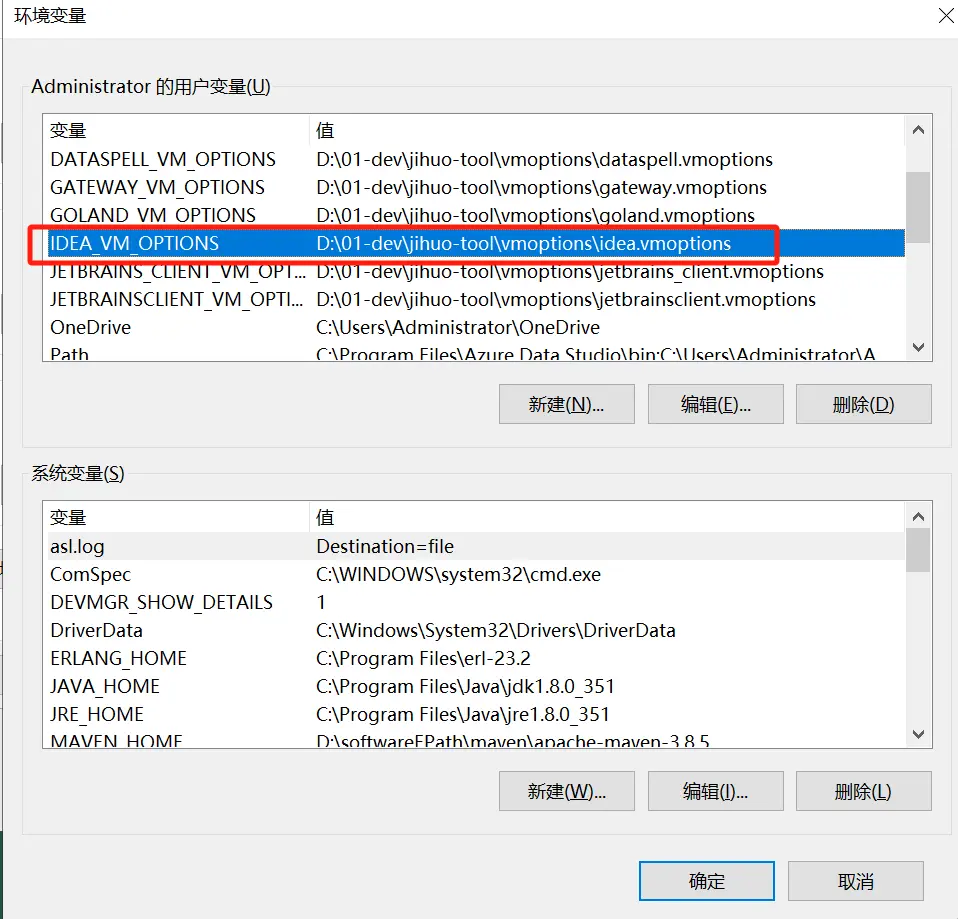 环境变量
Administrator 的用户变量(U)
变量 值
DATASPELL_VM_OPTIONS D:\01-dev\jihuo-tool\vmoptions\dataspell.vmoptions
GATEWAY_VM_OPTIONS D:\01-dev\jihuo-tool\vmoptions\gateway.vmoptions
GOLAND_VM_OPTIONS D:\01-dev\jihuo-tool\vmoptions\goland.vmoptions
IDEA_VM_OPTIONS D:\01-dev\jihuo-tool\vmoptions\idea.vmoptions
JETBRAINS_CLIENT_VM_OPT... D:\01-dev\jihuo-tool\vmoptions\jetbrains_client.vmoptions
JETBRAINSCLIENT_VM_OPTI... D:\01-dev\jihuo-tool\vmoptions\jetbrainsclient.vmoptions
OneDrive C:\Users\Administrator\OneDrive
Path C:\Program Files\Azure Data Studio\bin;C:\Users\Administrator\A
新建(N)... 编辑(E)... 删除(D)
系统变量(S)
变量 值
asl.log Destination=file
ComSpec C:\WINDOWS\system32\cmd.exe
DEVMGR_SHOW_DETAILS 1
DriverData C:\Windows\System32\Drivers\DriverData
ERLANG_HOME C:\Program Files\erl-23.2
JAVA_HOME C:\Program Files\Java\jdk1.8.0_351
JRE_HOME C:\Program Files\Java\jre1.8.0_351
MAVEN_HOME D:\softwareEPath\maven\apache-maven-3.8.5
新建(W)... 编辑(I)... 删除(L)
确定 取消